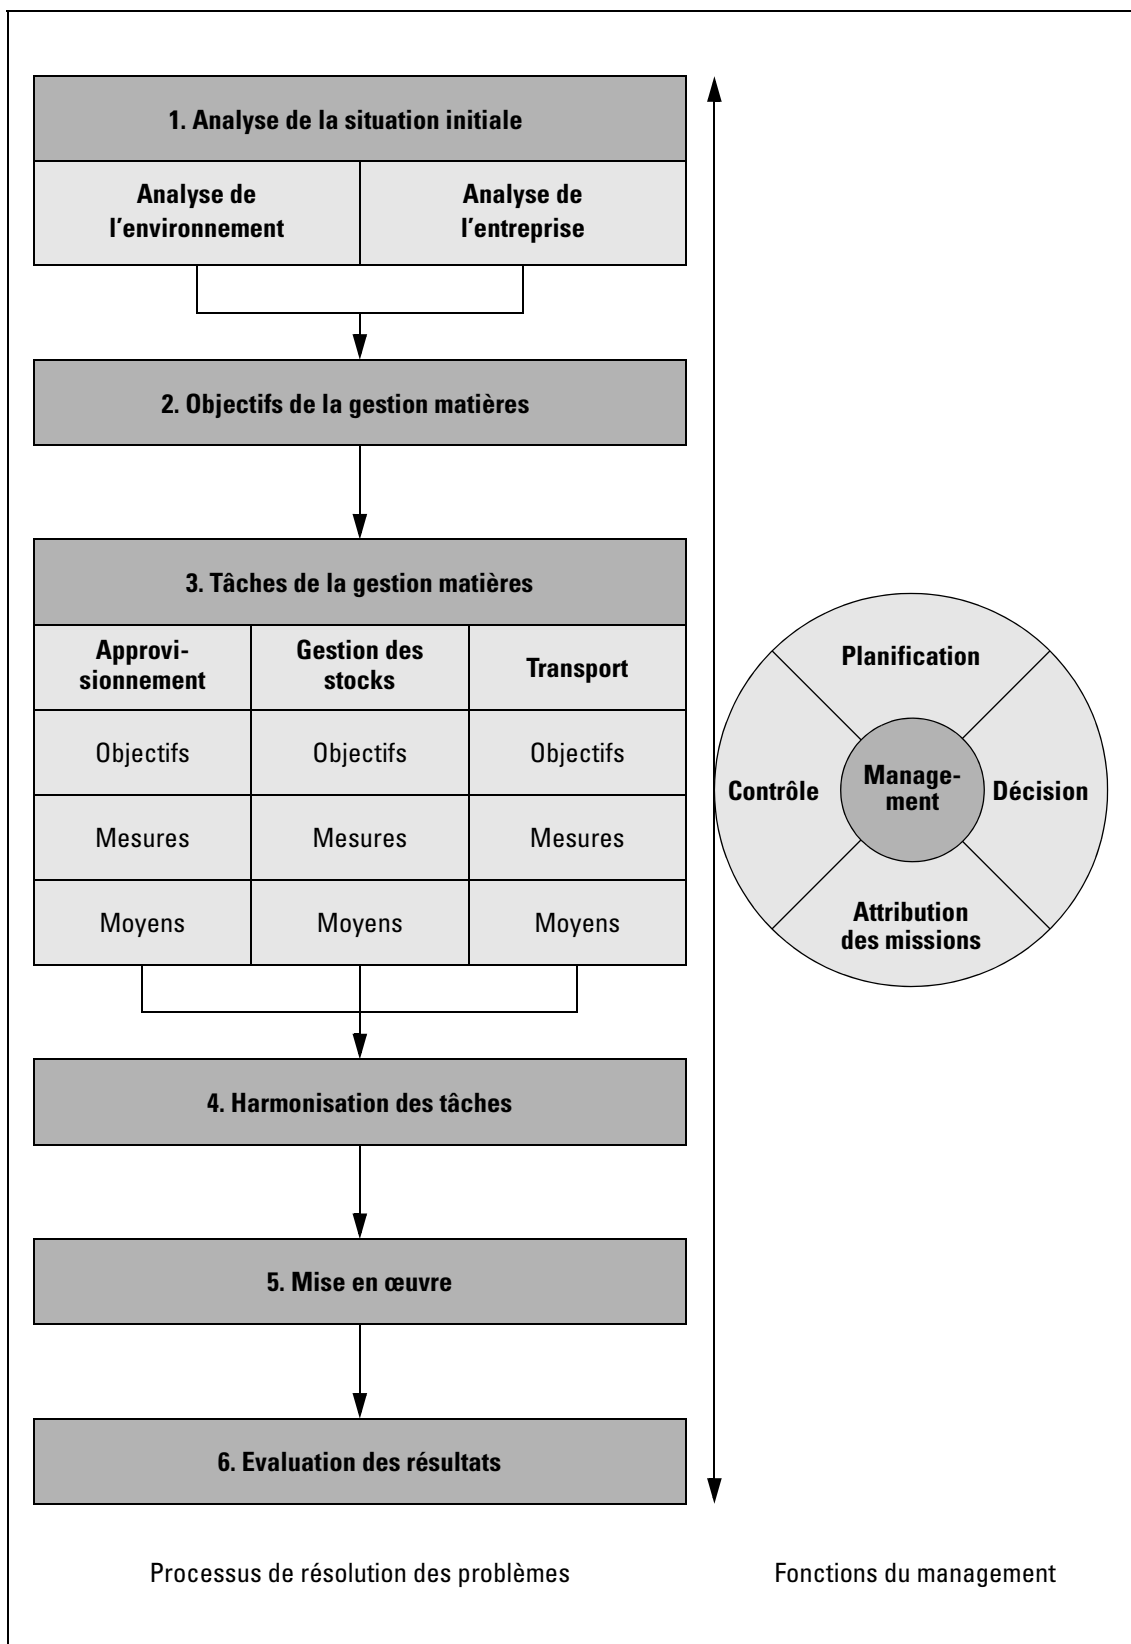 1. Analyse de la situation initiale
Analyse de
l'environnement
Analyse de
l'entreprise
2. Objectifs de la gestion matières
3. Tâches de la gestion matières
Approvi-
sionnement
Gestion des
stocks
Transport
Objectifs
Objectifs
Objectifs
Mesures
Mesures
Mesures
Moyens
Moyens
Moyens
4. Harmonisation des tâches
5. Mise en œuvre
6. Evaluation des résultats
Processus de résolution des problèmes
Planification
Contrôle
Manage-
ment
Décision
Attribution
des missions
Fonctions du management